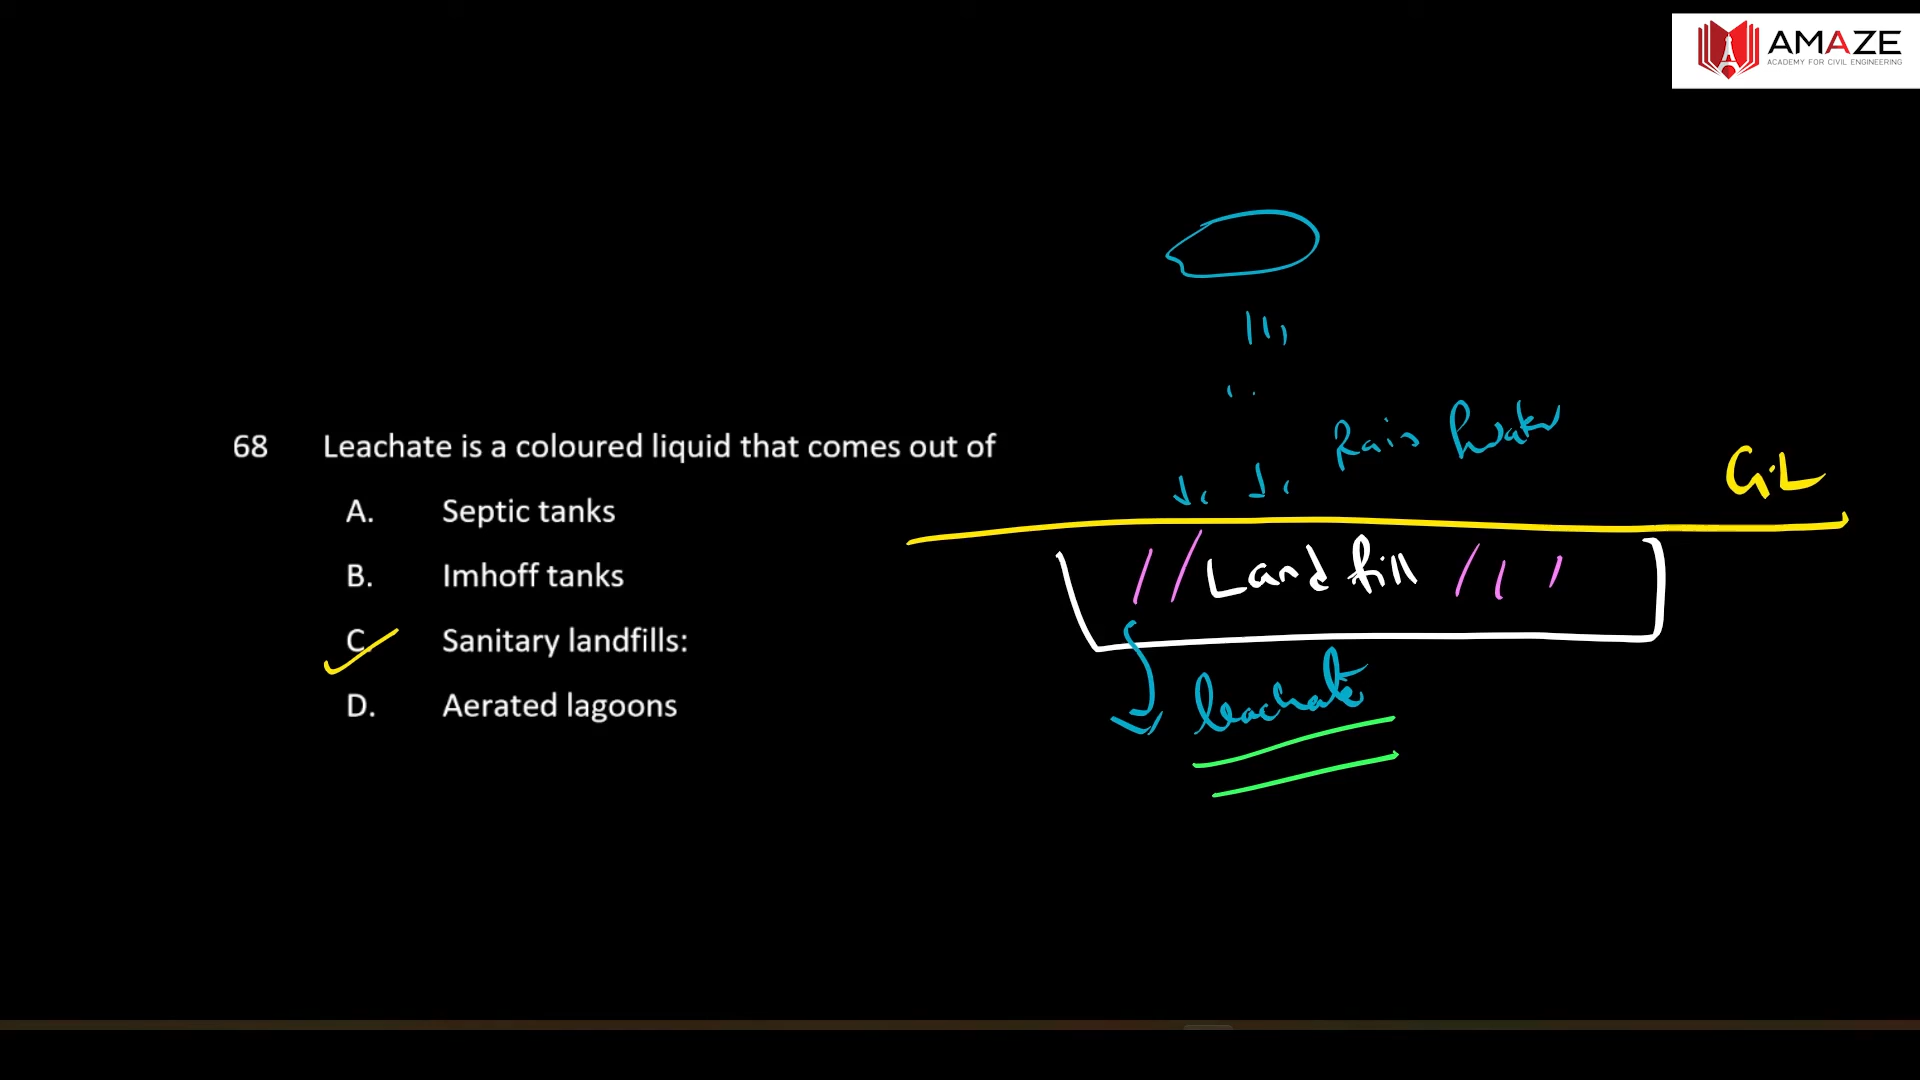 AMAZE
ACADEMY FOR CIVIL ENGINEERING
68 Leachate is a coloured liquid that comes out of
A. Septic tanks
B. Imhoff tanks
C. Sanitary landfills:
D. Aerated lagoons
Rain Water
G.L
Land fill
leachate